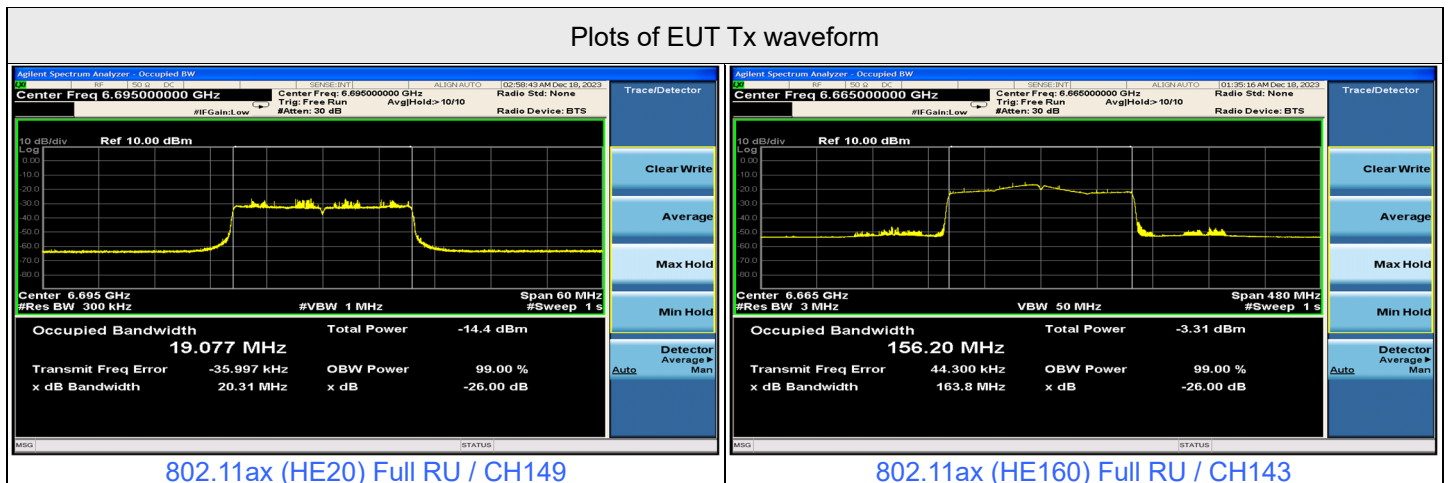 Plots of EUT Tx waveform
Agilent Spectrum Analyzer - Occupied BW
LXI RF 50 Ω DC SENSE:INT ALIGN AUTO 02:58:43 AM Dec 18, 2023
Center Freq 6.695000000 GHz
Center Freq: 6.695000000 GHz
Radio Std: None
Trig: Free Run Avg|Hold:>10/10
#IFGain:Low #Atten: 30 dB Radio Device: BTS
10 dB/div Ref 10.00 dBm
Log
0.00
-10.0
-20.0
-30.0
-40.0
-50.0
-60.0
-70.0
-80.0
Center 6.695 GHz Span 60 MHz
#Res BW 300 kHz #VBW 1 MHz #Sweep 1 s
Occupied Bandwidth Total Power -14.4 dBm
19.077 MHz
Transmit Freq Error -35.997 kHz OBW Power 99.00 %
x dB Bandwidth 20.31 MHz x dB -26.00 dB
MSG STATUS
Trace/Detector
Clear Write
Average
Max Hold
Min Hold
Detector
Average►
Auto Man
802.11ax (HE20) Full RU / CH149
Agilent Spectrum Analyzer - Occupied BW
LXI RF 50 Ω DC SENSE:INT ALIGN AUTO 01:35:16 AM Dec 18, 2023
Center Freq 6.665000000 GHz
Center Freq: 6.665000000 GHz
Radio Std: None
Trig: Free Run Avg|Hold:>10/10
#IFGain:Low #Atten: 30 dB Radio Device: BTS
10 dB/div Ref 10.00 dBm
Log
0.00
-10.0
-20.0
-30.0
-40.0
-50.0
-60.0
-70.0
-80.0
Center 6.665 GHz Span 480 MHz
#Res BW 3 MHz VBW 50 MHz #Sweep 1 s
Occupied Bandwidth Total Power -3.31 dBm
156.20 MHz
Transmit Freq Error 44.300 kHz OBW Power 99.00 %
x dB Bandwidth 163.8 MHz x dB -26.00 dB
MSG STATUS
Trace/Detector
Clear Write
Average
Max Hold
Min Hold
Detector
Average►
Auto Man
802.11ax (HE160) Full RU / CH143